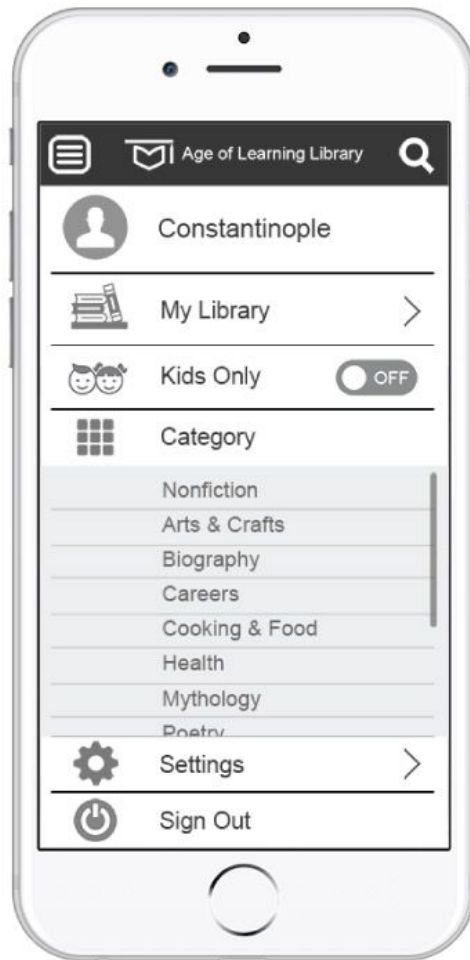 Age of Learning Library
Constantinople
My Library
Kids Only OFF
Category
Nonfiction
Arts & Crafts
Biography
Careers
Cooking & Food
Health
Mythology
Poetry
Settings
Sign Out